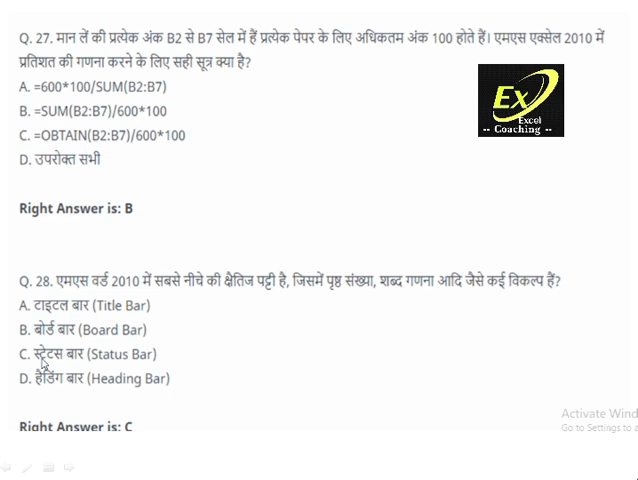 Q. 27. मान लें की प्रत्येक अंक B2 से B7 सेल में हैं प्रत्येक पेपर के लिए अधिकतम अंक 100 होते हैं। एमएस एक्सेल 2010 में
प्रतिशत की गणना करने के लिए सही सूत्र क्या है?
A. =600*100/SUM(B2:B7)
B. =SUM(B2:B7)/600*100
C. =OBTAIN(B2:B7)/600*100
D. उपरोक्त सभी
Ex
Excel
-- Coaching --
Right Answer is: B
Q. 28. एमएस वर्ड 2010 में सबसे नीचे की क्षैतिज पट्टी है, जिसमें पृष्ठ संख्या, शब्द गणना आदि जैसे कई विकल्प हैं?
A. टाइटल बार (Title Bar)
B. बोर्ड बार (Board Bar)
C. स्टेटस बार (Status Bar)
D. हैडिंग बार (Heading Bar)
Right Answer is: C
Activate Wind
Go to Settings to a